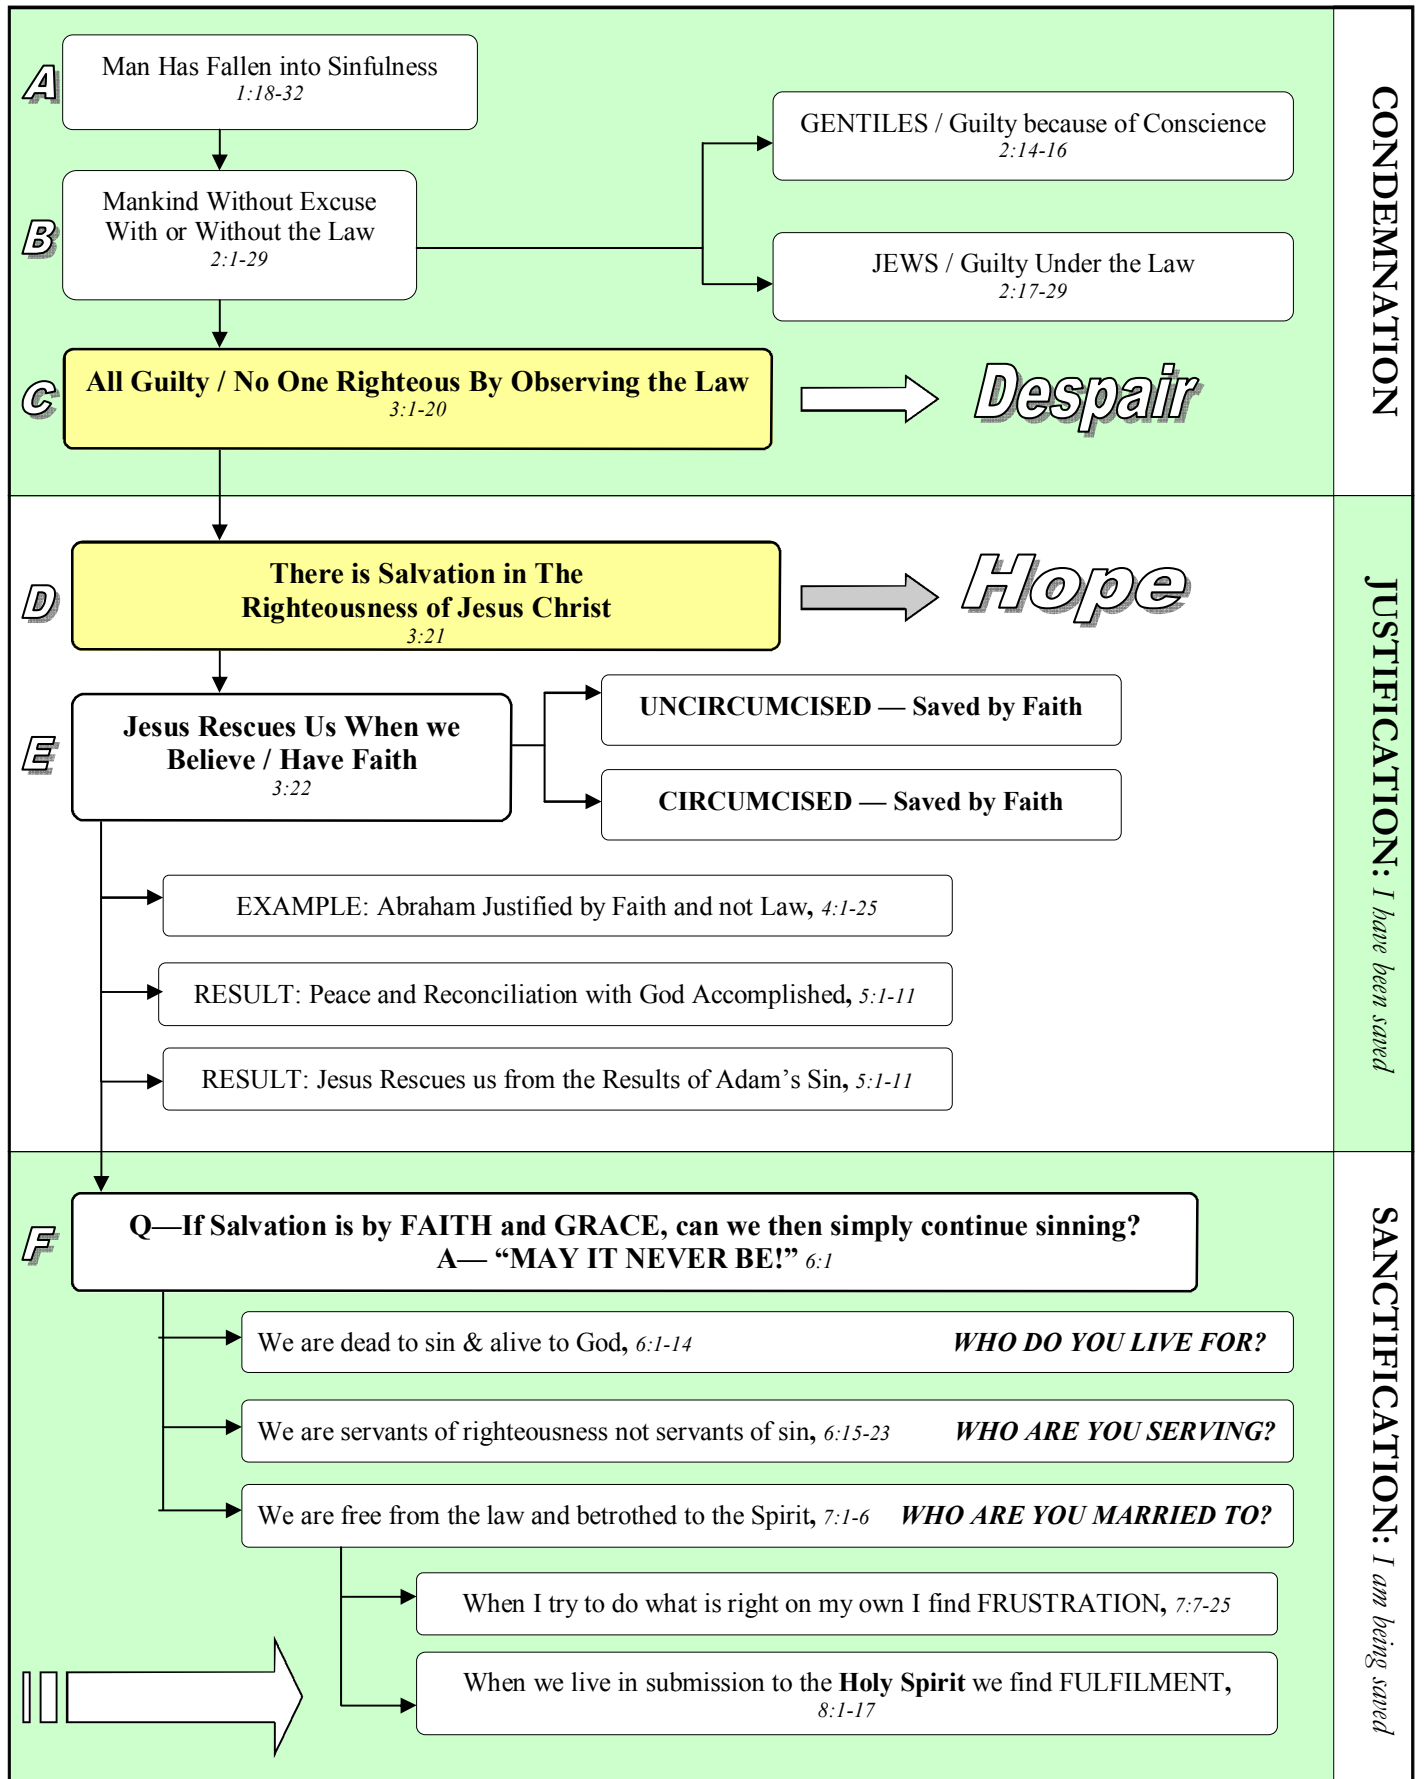 A
Man Has Fallen into Sinfulness
1:18-32
GENTILES / Guilty because of Conscience
2:14-16
B
Mankind Without Excuse
With or Without the Law
2:1-29
JEWS / Guilty Under the Law
2:17-29
C
All Guilty / No One Righteous By Observing the Law
3:1-20
Despair
CONDEMNATION
D
There is Salvation in The
Righteousness of Jesus Christ
3:21
Hope
E
Jesus Rescues Us When we
Believe / Have Faith
3:22
UNCIRCUMCISED — Saved by Faith
CIRCUMCISED — Saved by Faith
EXAMPLE: Abraham Justified by Faith and not Law, 4:1-25
RESULT: Peace and Reconciliation with God Accomplished, 5:1-11
RESULT: Jesus Rescues us from the Results of Adam’s Sin, 5:1-11
JUSTIFICATION: I have been saved
F
Q—If Salvation is by FAITH and GRACE, can we then simply continue sinning?
A— “MAY IT NEVER BE!” 6:1
We are dead to sin & alive to God, 6:1-14 WHO DO YOU LIVE FOR?
We are servants of righteousness not servants of sin, 6:15-23 WHO ARE YOU SERVING?
We are free from the law and betrothed to the Spirit, 7:1-6 WHO ARE YOU MARRIED TO?
When I try to do what is right on my own I find FRUSTRATION, 7:7-25
When we live in submission to the Holy Spirit we find FULFILMENT,
8:1-17
SANCTIFICATION: I am being saved